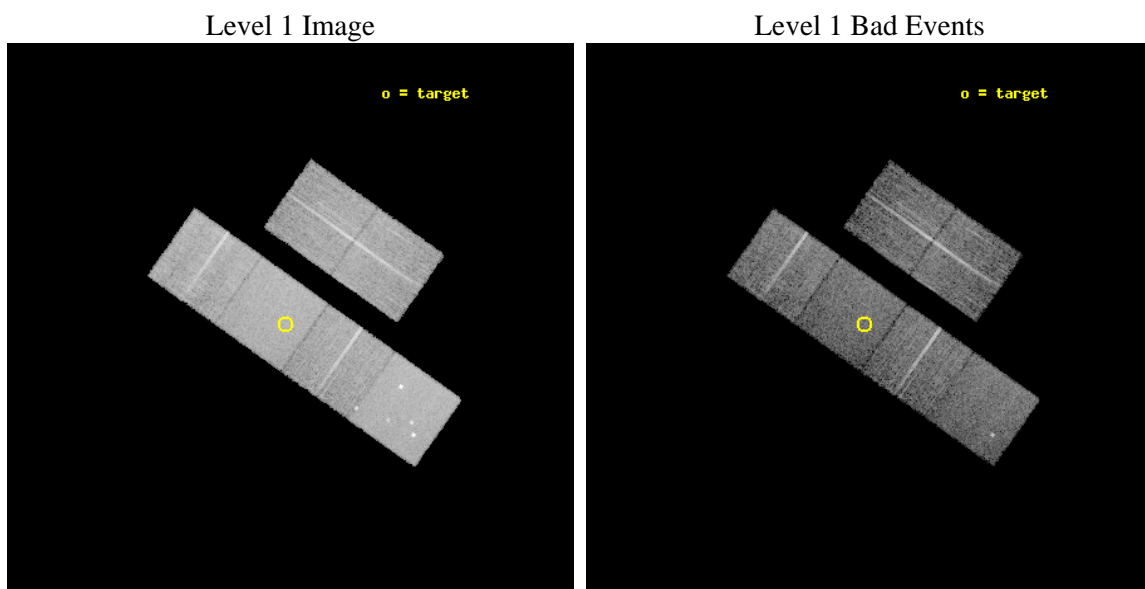 Level 1 Image
Level 1 Bad Events
o = target
o = target